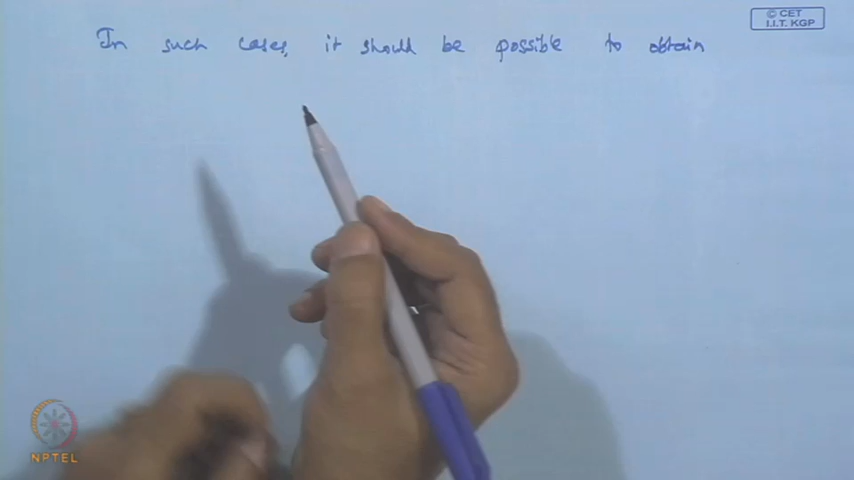 © CET
I.I.T. KGP
In such cases, it should be possible to obtain
NPTEL